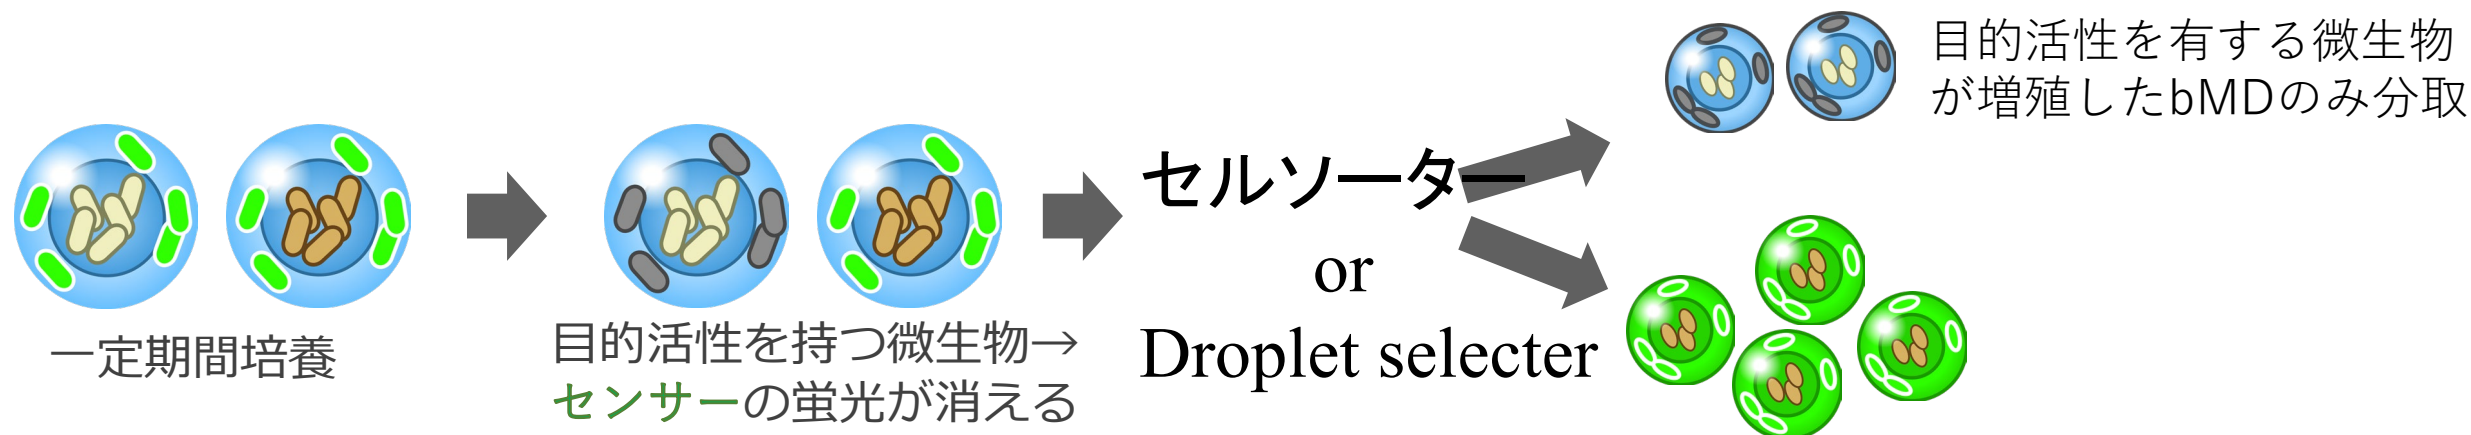 一定期間培養
目的活性を持つ微生物→
センサーの蛍光が消える
セルソーター
or
Droplet selecter
目的活性を有する微生物
が増殖したbMDのみ分取